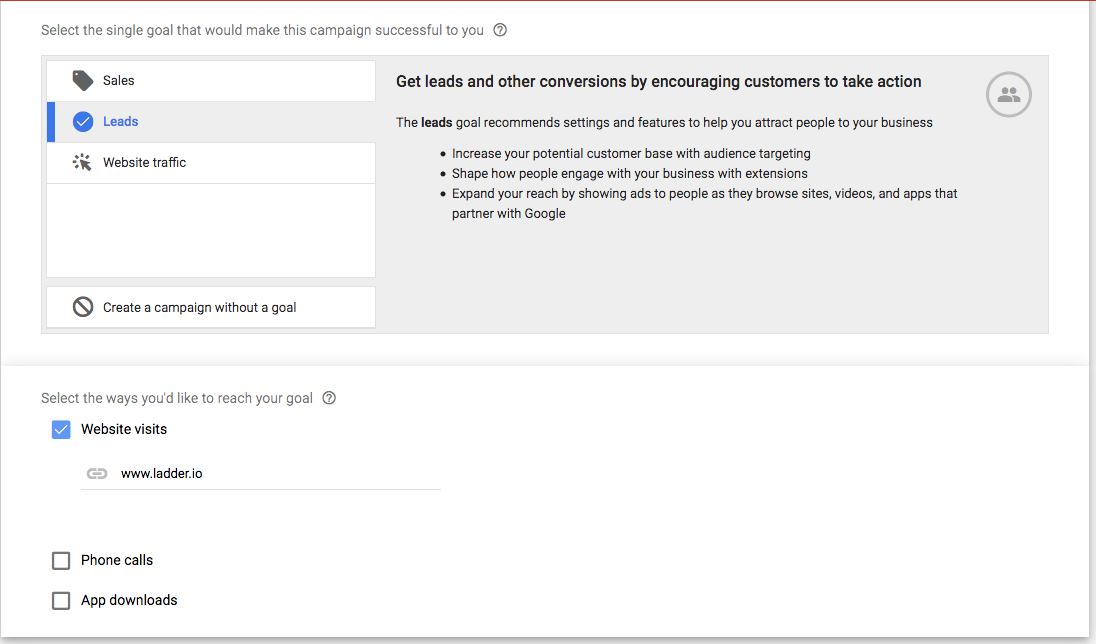 Select the single goal that would make this campaign successful to you
Sales
Leads
Website traffic
Create a campaign without a goal
Get leads and other conversions by encouraging customers to take action
The leads goal recommends settings and features to help you attract people to your business
Increase your potential customer base with audience targeting
Shape how people engage with your business with extensions
Expand your reach by showing ads to people as they browse sites, videos, and apps that
partner with Google
Select the ways you'd like to reach your goal
Website visits
www.ladder.io
Phone calls
App downloads